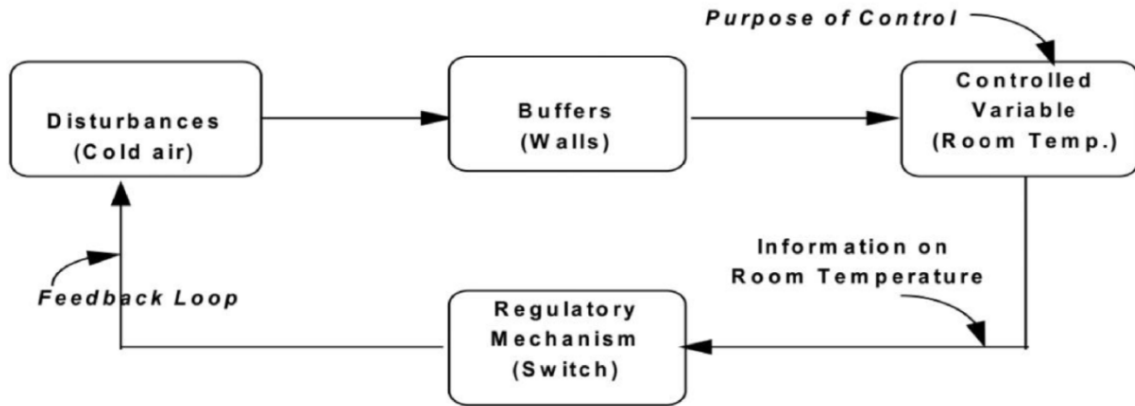 Purpose of Control
Disturbances
(Cold air)
Buffers
(Walls)
Controlled
Variable
(Room Temp.)
Information on
Room Temperature
Feedback Loop
Regulatory
Mechanism
(Switch)